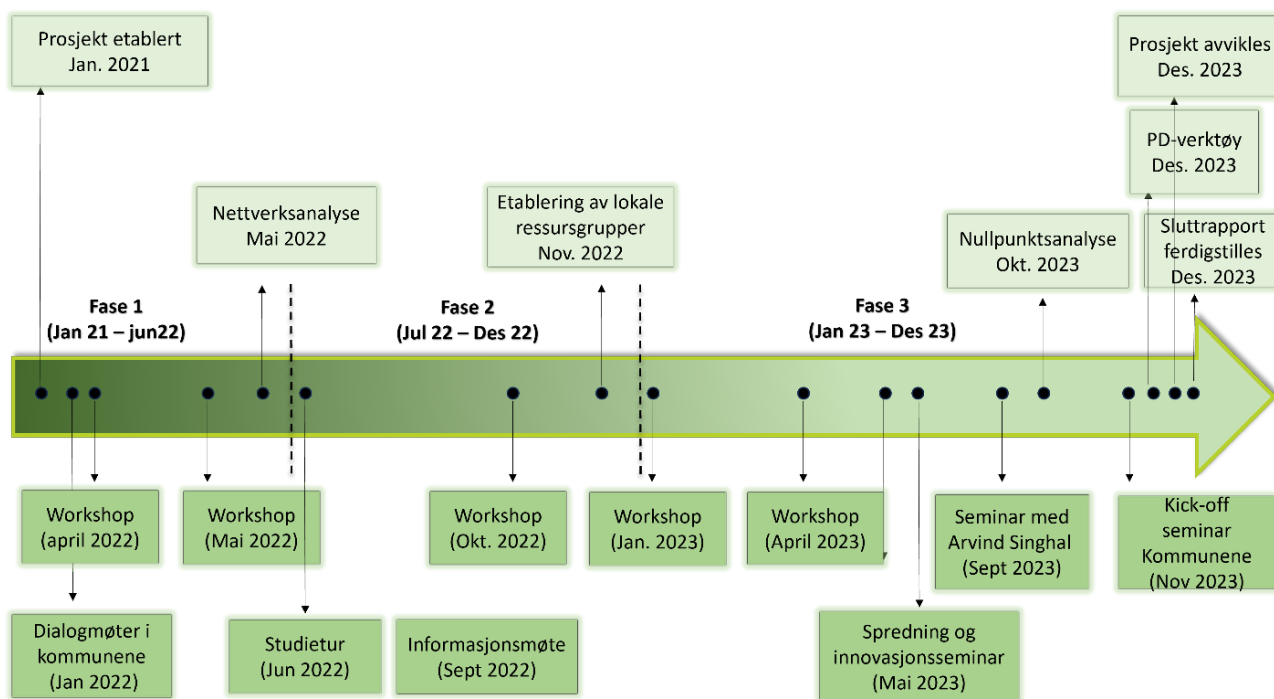 Prosjekt etablert
Jan. 2021
Prosjekt avvikles
Des. 2023
PD-verktøy
Des. 2023
Nettverksanalyse
Mai 2022
Etablering av lokale
ressursgrupper
Nov. 2022
Nullpunktsanalyse
Okt. 2023
Sluttrapport
ferdigstilles
Des. 2023
Fase 1
(Jan 21 – jun22)
Fase 2
(Jul 22 – Des 22)
Fase 3
(Jan 23 – Des 23)
Workshop
(april 2022)
Workshop
(Mai 2022)
Workshop
(Okt. 2022)
Workshop
(Jan. 2023)
Workshop
(April 2023)
Seminar med
Arvind Singhal
(Sept 2023)
Kick-off
seminar
Kommunene
(Nov 2023)
Dialogmøter i
kommunene
(Jan 2022)
Studietur
(Jun 2022)
Informasjonsmøte
(Sept 2022)
Spredning og
innovasjonsseminar
(Mai 2023)